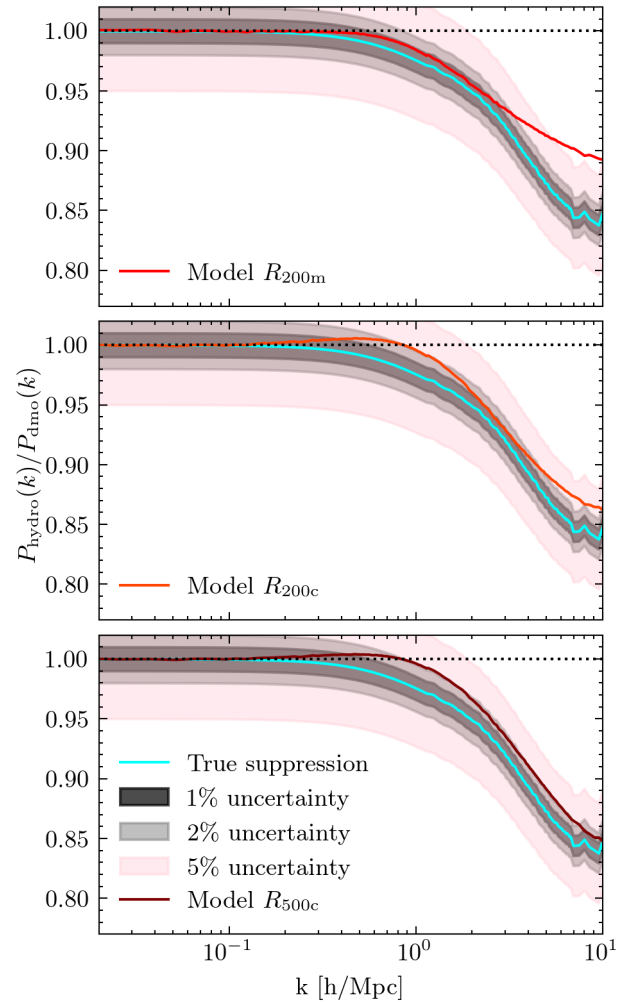 1.00
0.95
0.90
0.85
0.80
Model R₂₀₀ₘ
1.00
0.95
0.90
0.85
0.80
Model R₂₀₀c
P_hydro(k)/P_dmo(k)
1.00
0.95
0.90
0.85
0.80
True suppression
1% uncertainty
2% uncertainty
5% uncertainty
Model R₅₀₀c
10⁻¹ 10⁰ 10¹
k [h/Mpc]